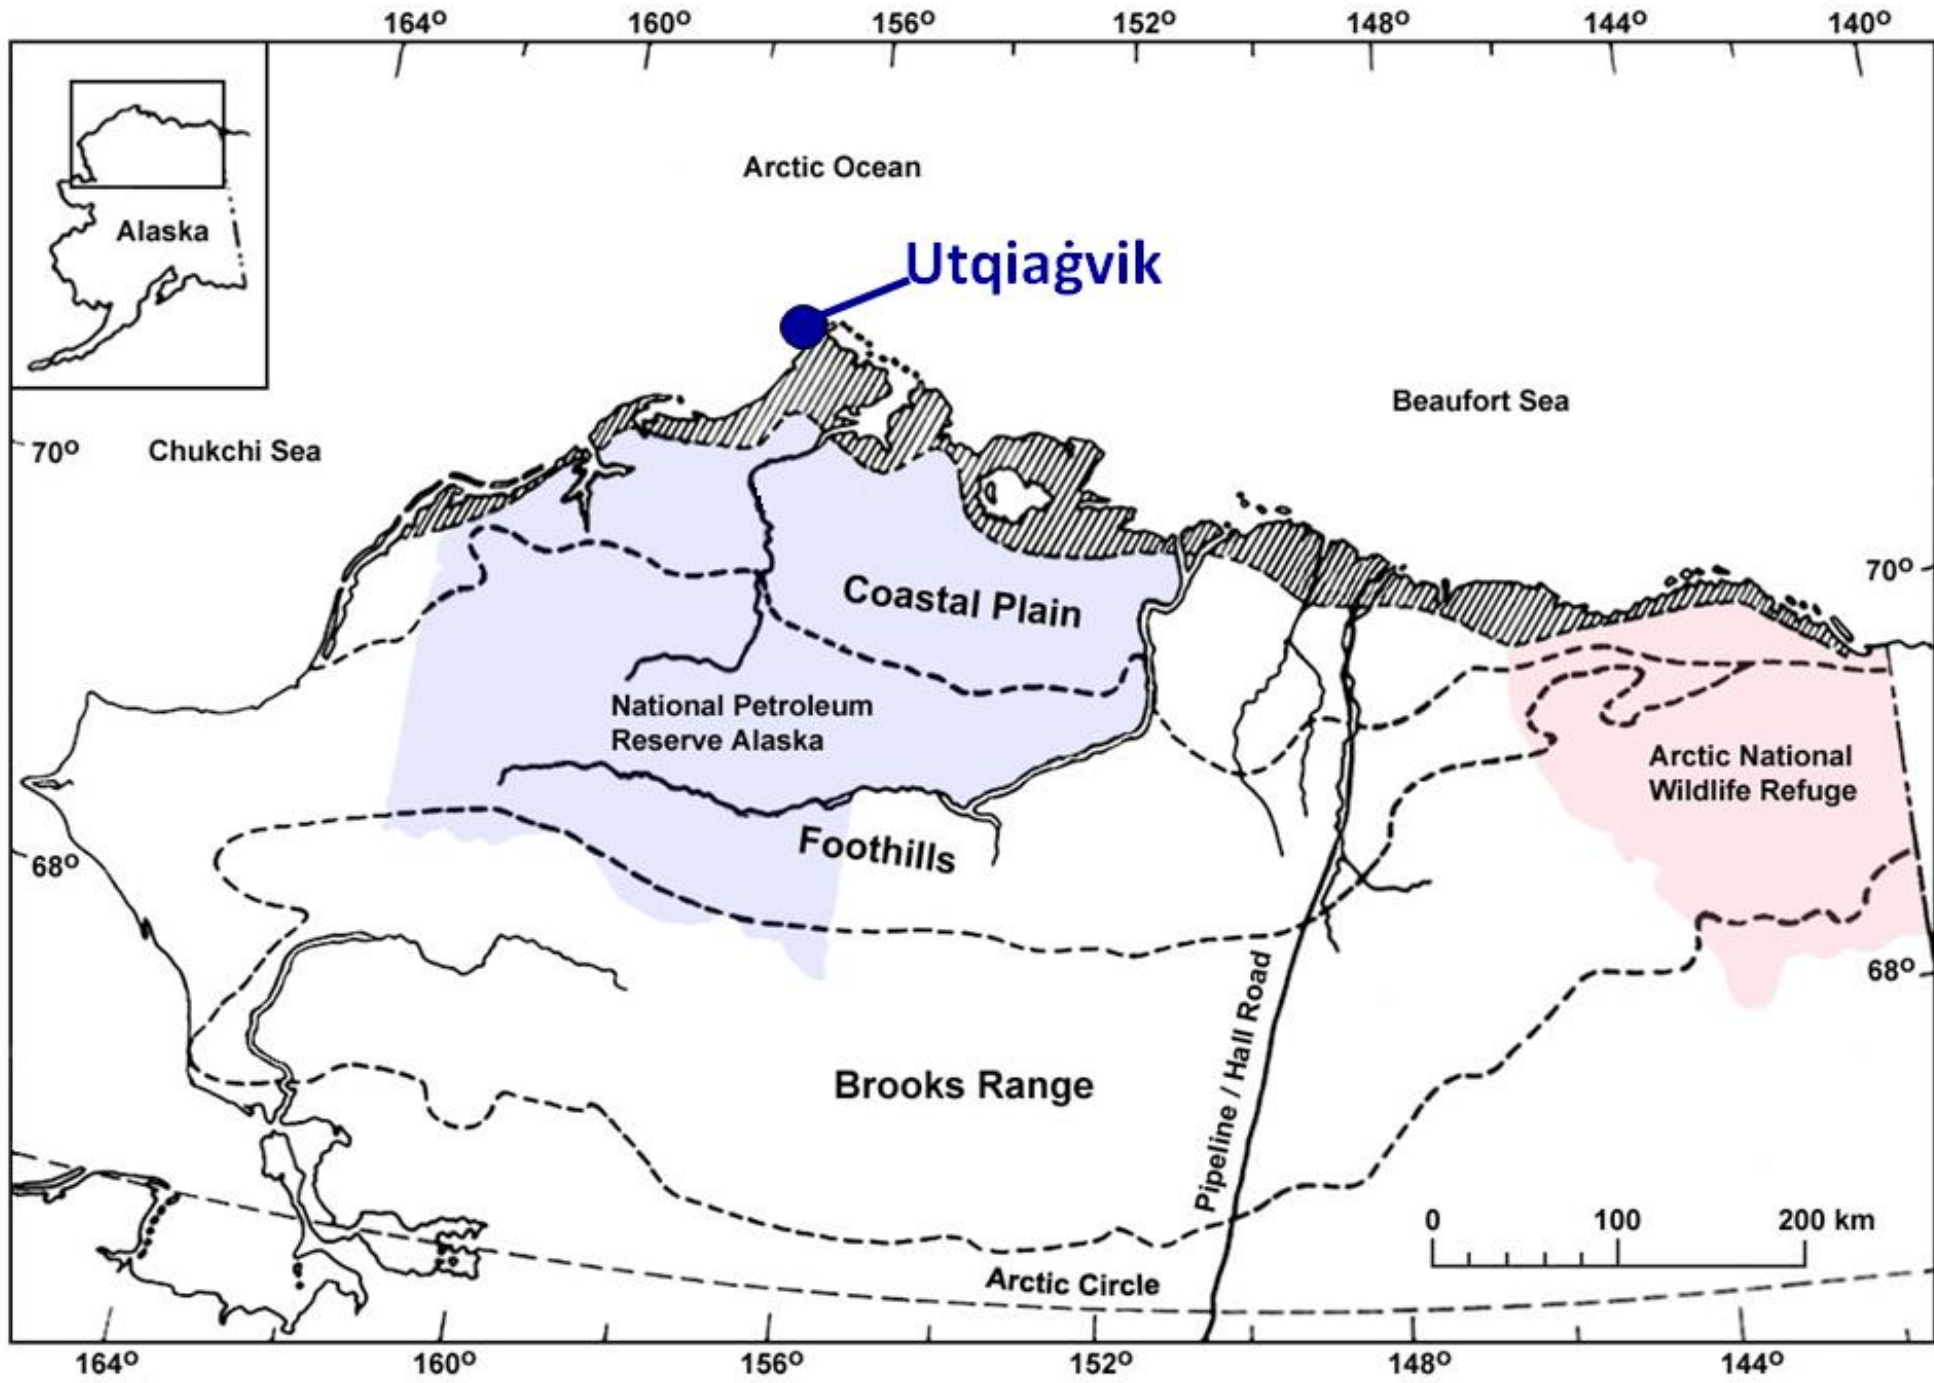 164° 160° 156° 152° 148° 144° 140°
Arctic Ocean
Alaska
Utqiaġvik
Beaufort Sea
70°
Chukchi Sea
70°
Coastal Plain
National Petroleum
Reserve Alaska
Arctic National
Wildlife Refuge
Foothills
68°
68°
Pipeline / Hall Road
Brooks Range
0 100 200 km
Arctic Circle
164° 160° 156° 152° 148° 144°